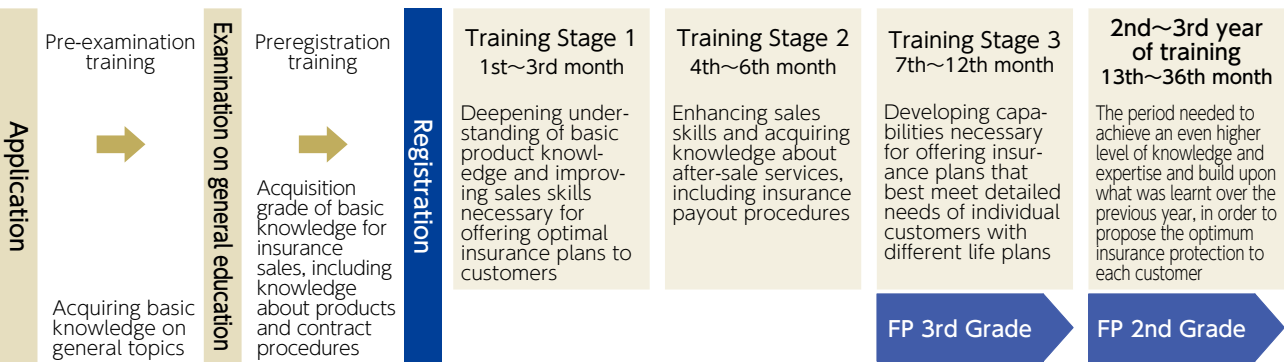 Application
Pre-examination
training
Acquiring basic
knowledge on
general topics
Examination on general education
Preregistration
training
Acquisition
grade of basic
knowledge for
insurance
sales, including
knowledge
about products
and contract
procedures
Registration
Training Stage 1
1st~3rd month
Deepening under-
standing of basic
product knowl-
edge and improv-
ing sales skills
necessary for
offering optimal
insurance plans to
customers
Training Stage 2
4th~6th month
Enhancing sales
skills and acquiring
knowledge about
after-sale services,
including insurance
payout procedures
Training Stage 3
7th~12th month
Developing capa-
bilities necessary
for offering insur-
ance plans that
best meet detailed
needs of individual
customers with
different life plans
FP 3rd Grade
2nd~3rd year
of training
13th~36th month
The period needed to
achieve an even higher
level of knowledge and
expertise and build upon
what was learnt over the
previous year, in order to
propose the optimum
insurance protection to
each customer
FP 2nd Grade